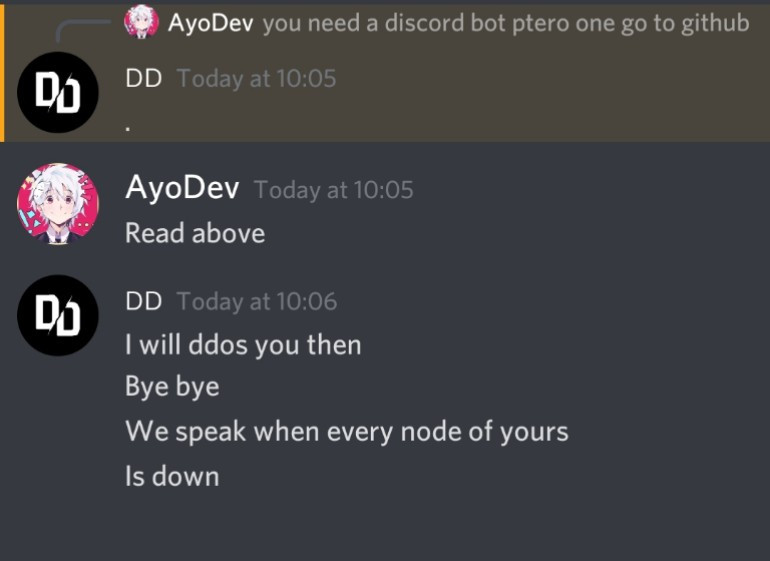 AyoDev you need a discord bot ptero one go to github
DD Today at 10:05
.
AyoDev Today at 10:05
Read above
DD Today at 10:06
I will ddos you then
Bye bye
We speak when every node of yours
Is down